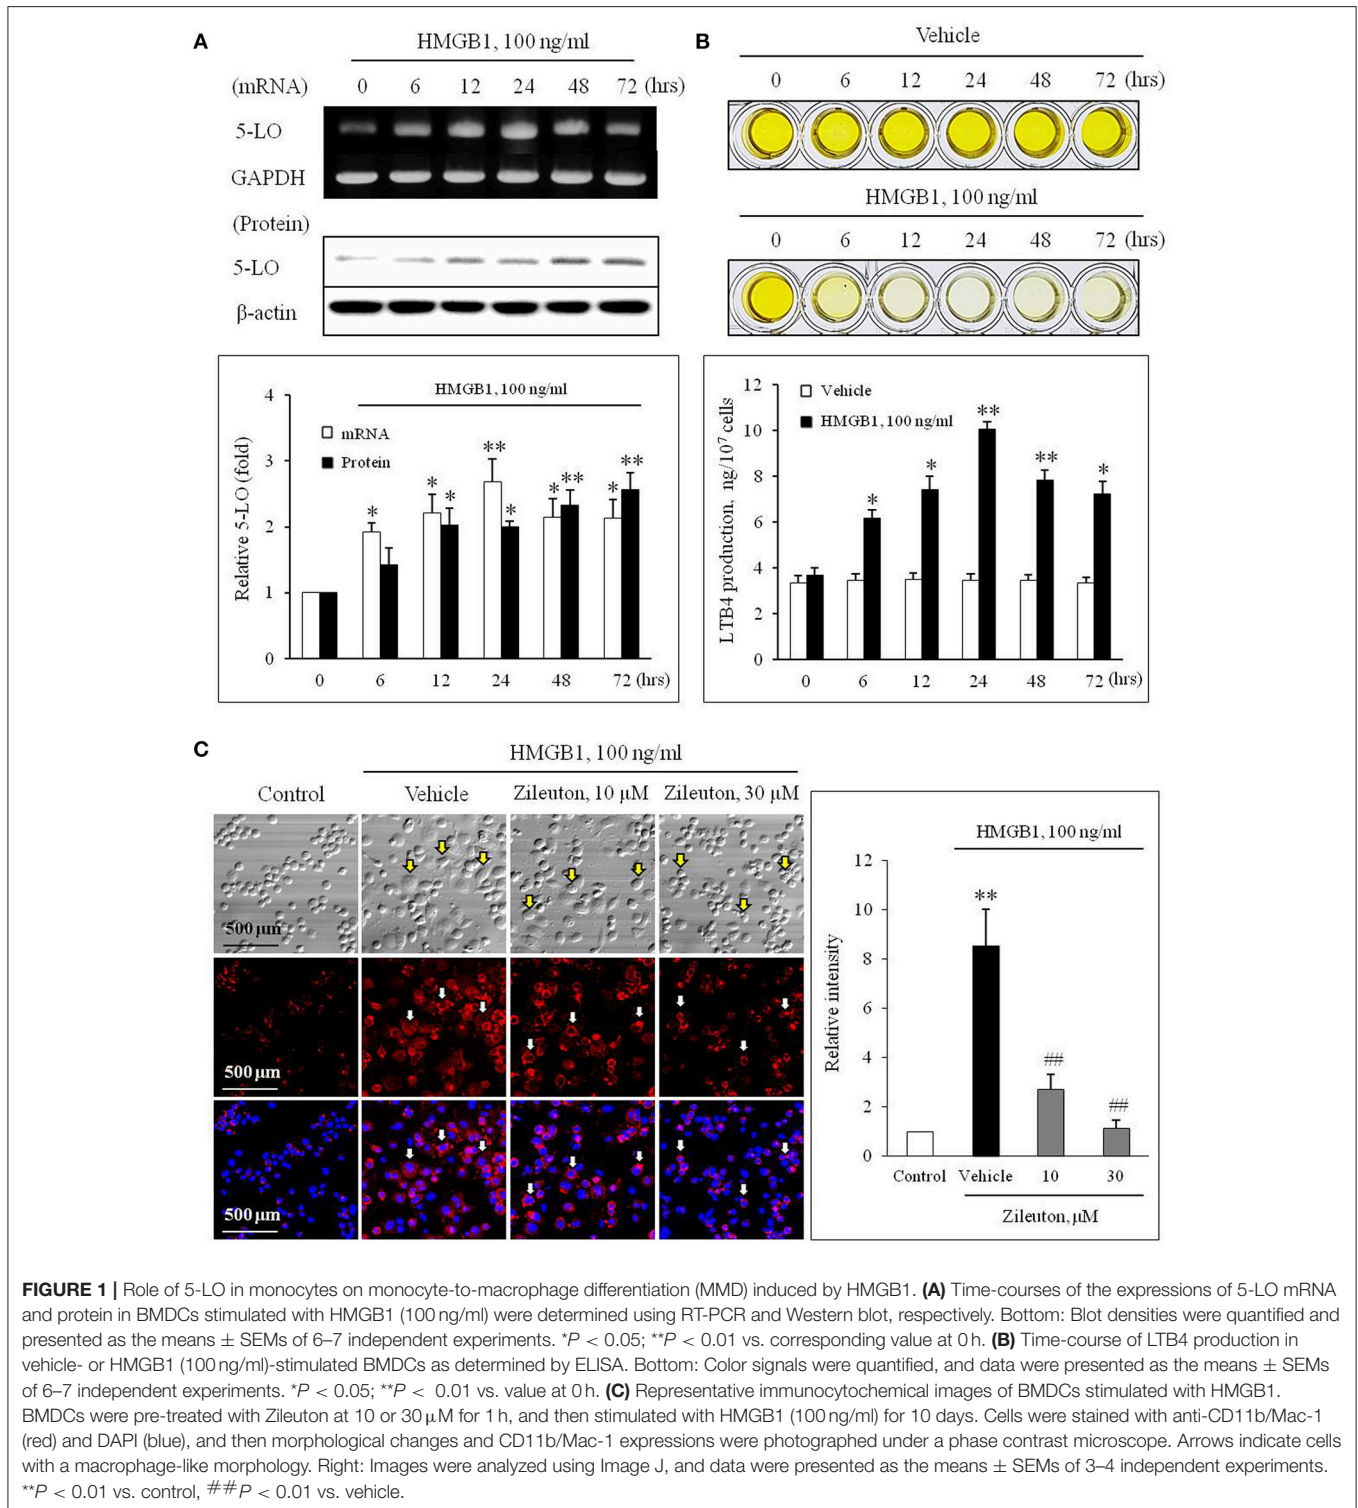 A
HMGB1, 100 ng/ml
(mRNA) 0 6 12 24 48 72 (hrs)
5-LO
GAPDH
(Protein)
5-LO
β-actin
HMGB1, 100 ng/ml
4
3
2
1
0
Relative 5-LO (fold)
mRNA
Protein
* * * ** * * ** * **
0 6 12 24 48 72 (hrs)
B
Vehicle
0 6 12 24 48 72 (hrs)
HMGB1, 100 ng/ml
0 6 12 24 48 72 (hrs)
12
10
8
6
4
2
0
LTB4 production, ng/10⁷ cells
Vehicle
HMGB1, 100 ng/ml
* * ** ** *
0 6 12 24 48 72 (hrs)
C
HMGB1, 100 ng/ml
Control Vehicle Zileuton, 10 μM Zileuton, 30 μM
500 μm
500 μm
500 μm
HMGB1, 100 ng/ml
12
10
8
6
4
2
0
Relative intensity
** ## ##
Control Vehicle 10 30
Zileuton, μM
FIGURE 1 | Role of 5-LO in monocytes on monocyte-to-macrophage differentiation (MMD) induced by HMGB1. (A) Time-courses of the expressions of 5-LO mRNA
and protein in BMDCs stimulated with HMGB1 (100 ng/ml) were determined using RT-PCR and Western blot, respectively. Bottom: Blot densities were quantified and
presented as the means ± SEMs of 6–7 independent experiments. *P < 0.05; **P < 0.01 vs. corresponding value at 0 h. (B) Time-course of LTB4 production in
vehicle- or HMGB1 (100 ng/ml)-stimulated BMDCs as determined by ELISA. Bottom: Color signals were quantified, and data were presented as the means ± SEMs
of 6–7 independent experiments. *P < 0.05; **P < 0.01 vs. value at 0 h. (C) Representative immunocytochemical images of BMDCs stimulated with HMGB1.
BMDCs were pre-treated with Zileuton at 10 or 30 μM for 1 h, and then stimulated with HMGB1 (100 ng/ml) for 10 days. Cells were stained with anti-CD11b/Mac-1
(red) and DAPI (blue), and then morphological changes and CD11b/Mac-1 expressions were photographed under a phase contrast microscope. Arrows indicate cells
with a macrophage-like morphology. Right: Images were analyzed using Image J, and data were presented as the means ± SEMs of 3–4 independent experiments.
**P < 0.01 vs. control, ##P < 0.01 vs. vehicle.